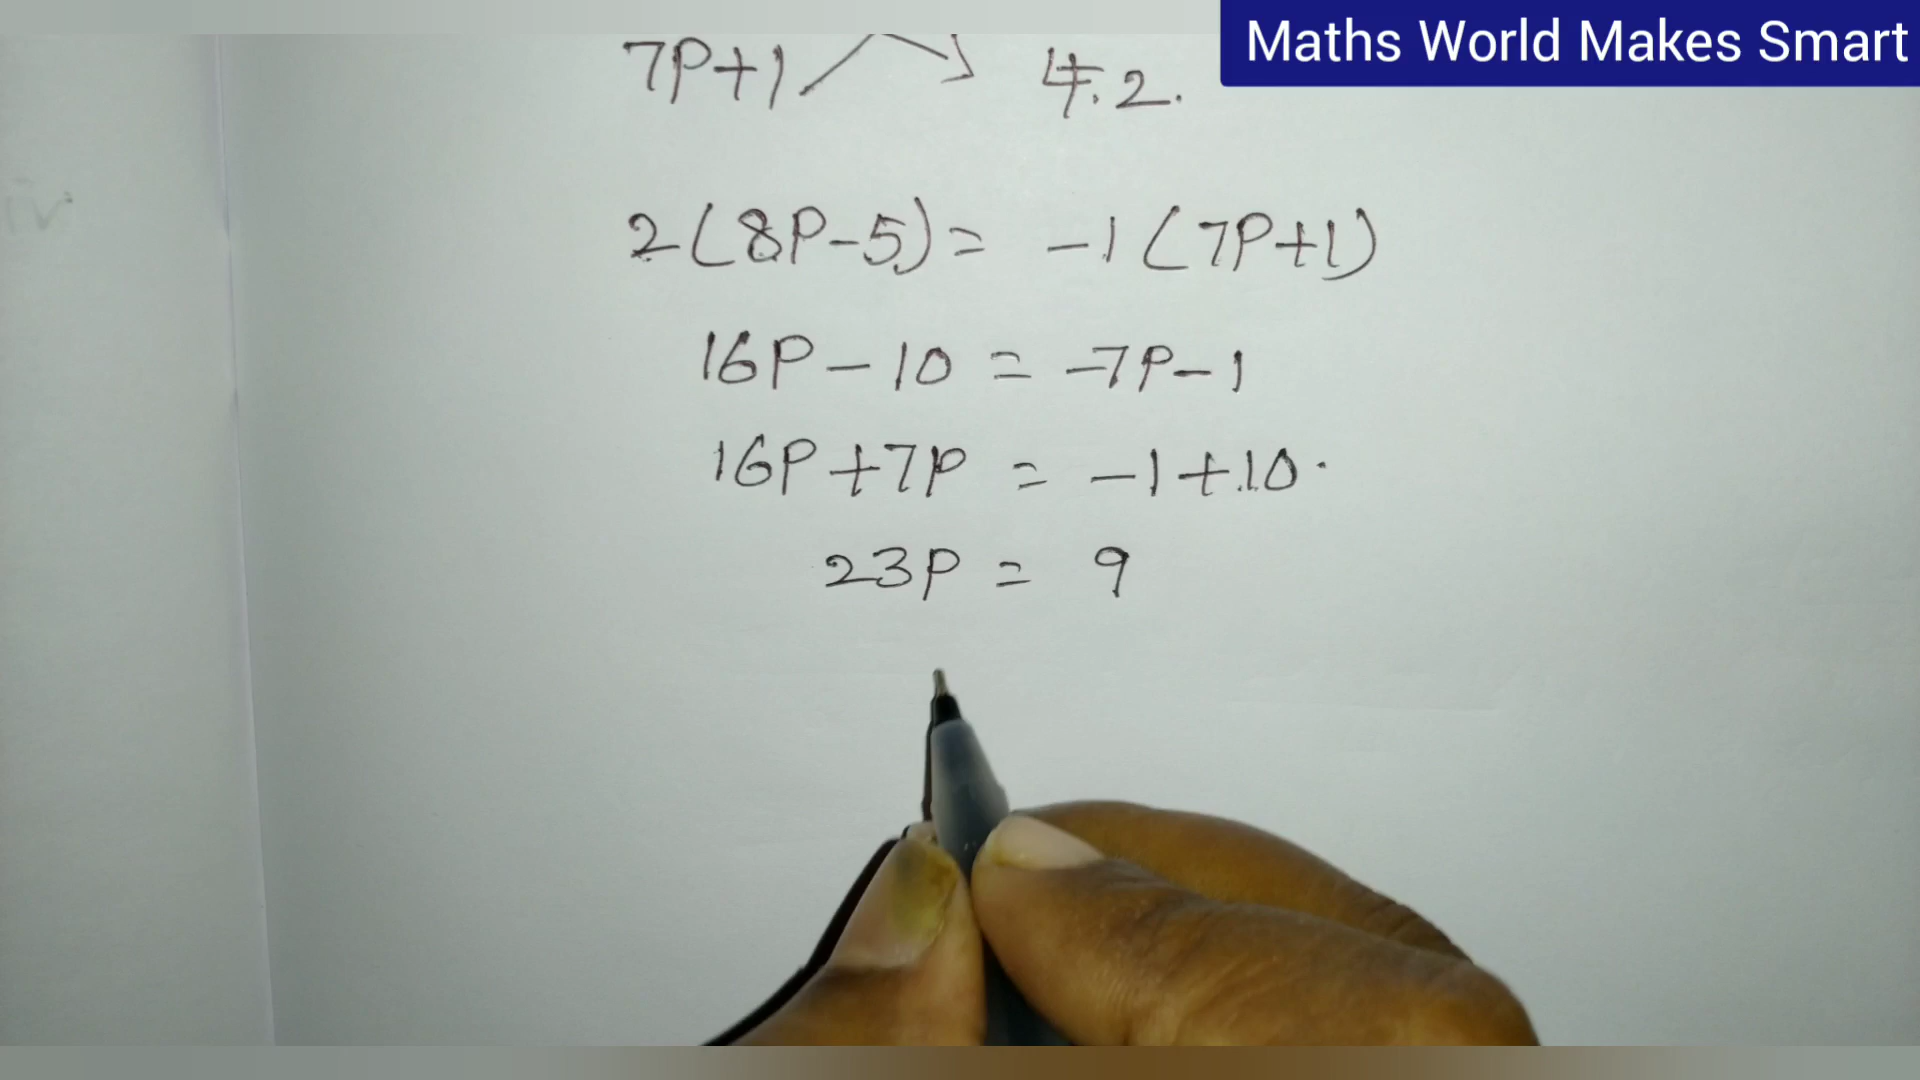 Maths World Makes Smart
7P+1 4.2.
2(8P-5) = -1(7P+1)
16P - 10 = -7P-1
16P+7P = -1+10.
23P = 9